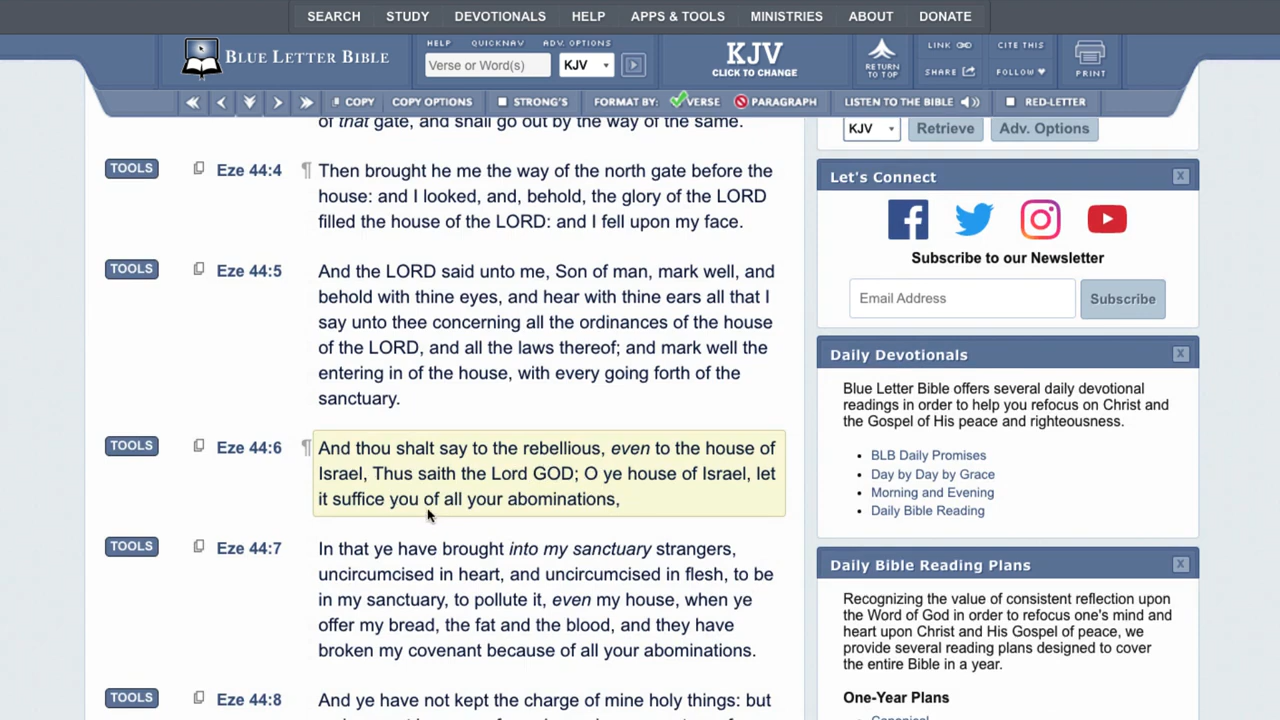 SEARCH STUDY DEVOTIONALS HELP APPS & TOOLS MINISTRIES ABOUT DONATE
BLUE LETTER BIBLE
HELP QUICKNAV ADV. OPTIONS
Verse or Word(s) KJV
KJV
CLICK TO CHANGE
RETURN
TO TOP
LINK CITE THIS
SHARE FOLLOW
PRINT
COPY COPY OPTIONS STRONG'S FORMAT BY: VERSE PARAGRAPH LISTEN TO THE BIBLE RED-LETTER
of that gate, and shall go out by the way of the same.
TOOLS Eze 44:4 ¶ Then brought he me the way of the north gate before the
house: and I looked, and, behold, the glory of the LORD
filled the house of the LORD: and I fell upon my face.
TOOLS Eze 44:5 And the LORD said unto me, Son of man, mark well, and
behold with thine eyes, and hear with thine ears all that I
say unto thee concerning all the ordinances of the house
of the LORD, and all the laws thereof; and mark well the
entering in of the house, with every going forth of the
sanctuary.
TOOLS Eze 44:6 ¶ And thou shalt say to the rebellious, even to the house of
Israel, Thus saith the Lord GOD; O ye house of Israel, let
it suffice you of all your abominations,
TOOLS Eze 44:7 In that ye have brought into my sanctuary strangers,
uncircumcised in heart, and uncircumcised in flesh, to be
in my sanctuary, to pollute it, even my house, when ye
offer my bread, the fat and the blood, and they have
broken my covenant because of all your abominations.
TOOLS Eze 44:8 And ye have not kept the charge of mine holy things: but
KJV Retrieve Adv. Options
Let's Connect X
Subscribe to our Newsletter
Email Address Subscribe
Daily Devotionals X
Blue Letter Bible offers several daily devotional
readings in order to help you refocus on Christ and
the Gospel of His peace and righteousness.
• BLB Daily Promises
• Day by Day by Grace
• Morning and Evening
• Daily Bible Reading
Daily Bible Reading Plans X
Recognizing the value of consistent reflection upon
the Word of God in order to refocus one's mind and
heart upon Christ and His Gospel of peace, we
provide several reading plans designed to cover
the entire Bible in a year.
One-Year Plans